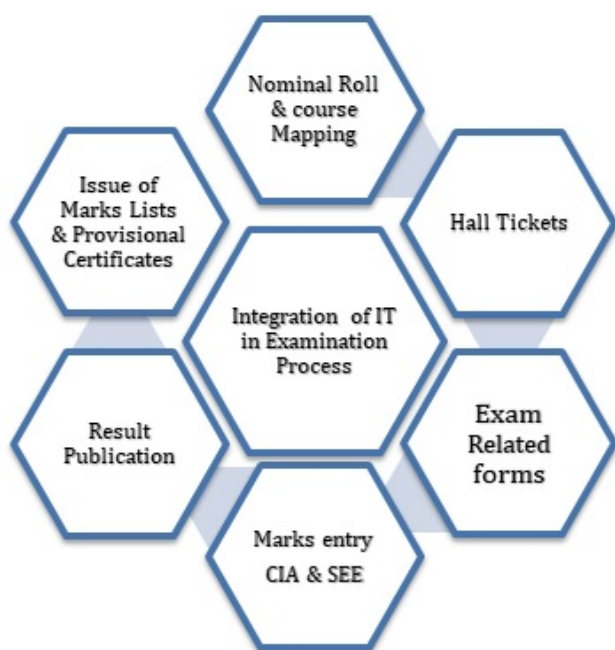 Nominal Roll
& course
Mapping
Hall Tickets
Exam
Related
forms
Marks entry
CIA & SEE
Result
Publication
Issue of
Marks Lists
& Provisional
Certificates
Integration of IT
in Examination
Process